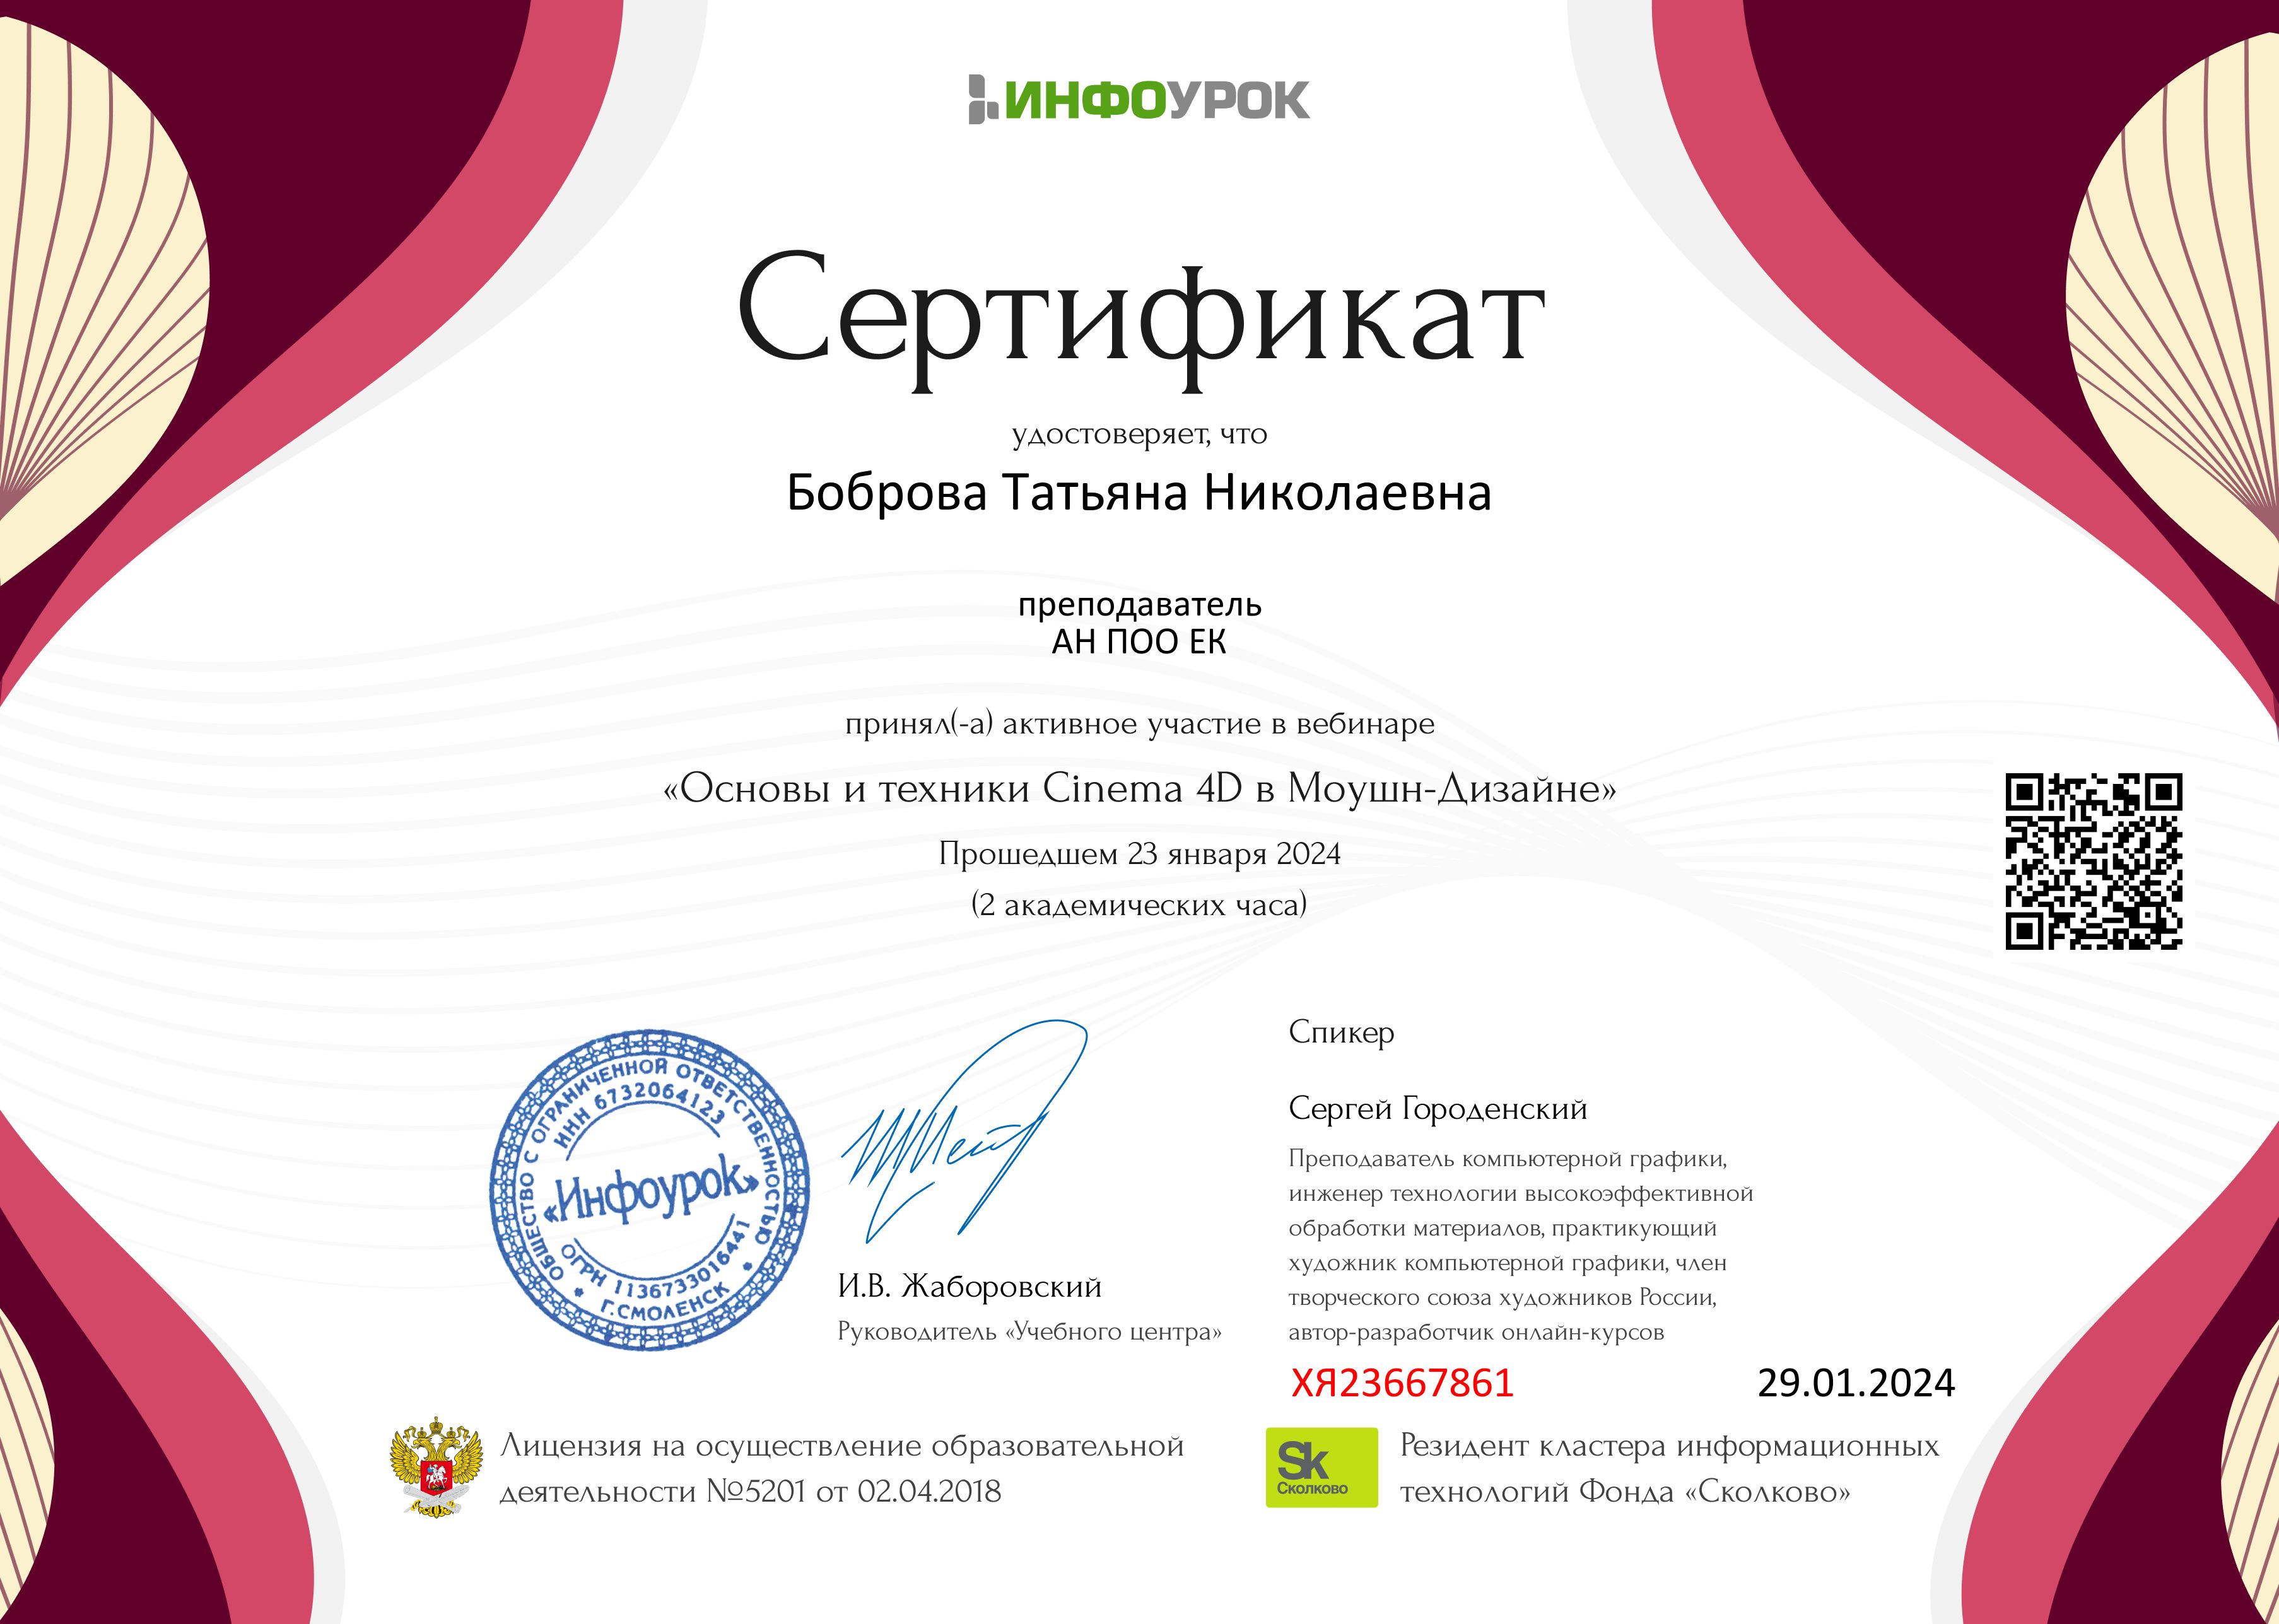 ИНФОУРОК
Сертификат
удостоверяет, что
Боброва Татьяна Николаевна
преподаватель
АН ПОО ЕК
принял(-а) активное участие в вебинаре
«Основы и техники Cinema 4D в Моушн-Дизайне»
Прошедшем 23 января 2024
(2 академических часа)
ОБЩЕСТВО С ОГРАНИЧЕННОЙ ОТВЕТСТВЕННОСТЬЮ
ИНН 6732064123
«Инфоурок»
ОГРН 1136733016441
* Г.СМОЛЕНСК *
И.В. Жаборовский
Руководитель «Учебного центра»
Спикер
Сергей Городенский
Преподаватель компьютерной графики,
инженер технологии высокоэффективной
обработки материалов, практикующий
художник компьютерной графики, член
творческого союза художников России,
автор-разработчик онлайн-курсов
ХЯ23667861 29.01.2024
Лицензия на осуществление образовательной
деятельности №5201 от 02.04.2018
Sk
Сколково
Резидент кластера информационных
технологий Фонда «Сколково»